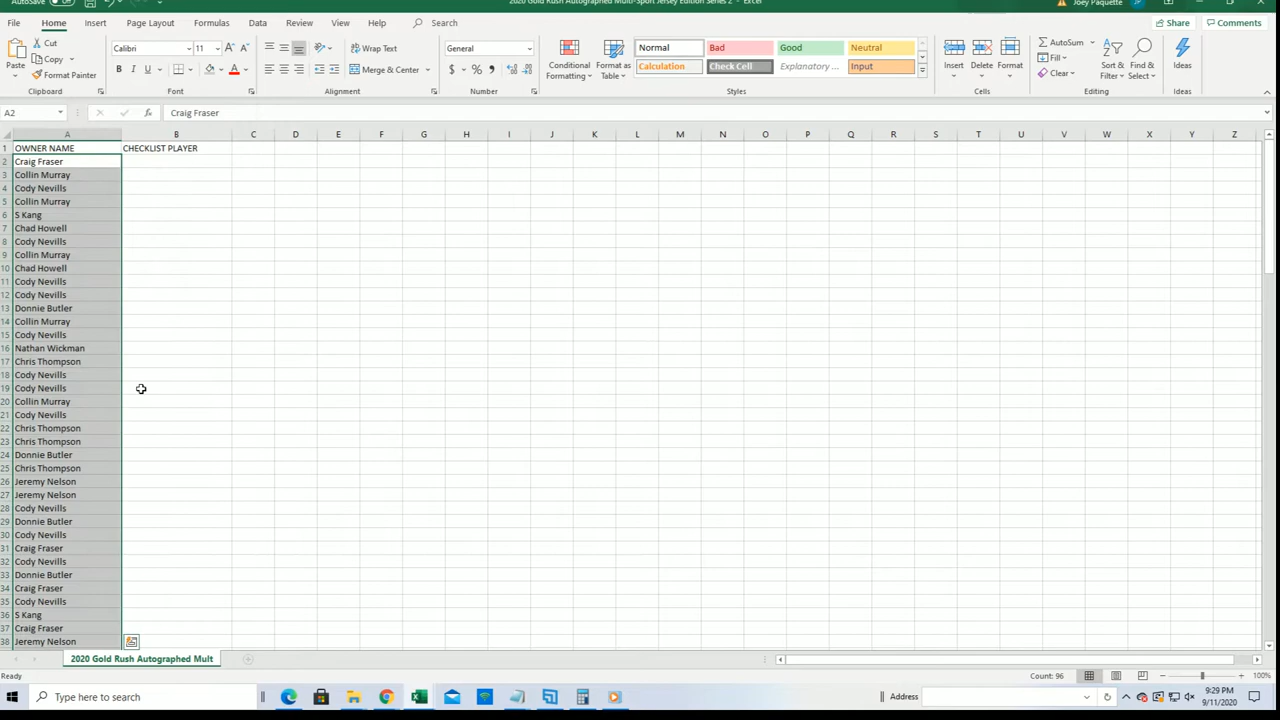 AutoSave
2020 Gold Rush Autographed Multi-Sport Jersey Edition Series 2 - Excel
Joey Paquette
File Home Insert Page Layout Formulas Data Review View Help Search
Share Comments
Paste
Cut
Copy
Format Painter
Clipboard
Calibri 11
B I U
Font
Wrap Text
Merge & Center
Alignment
General
$ % ,
Number
Conditional Formatting
Format as Table
Normal Bad Good Neutral
Calculation Check Cell Explanatory ... Input
Styles
Insert Delete Format
Cells
AutoSum
Fill
Clear
Sort & Filter
Find & Select
Editing
Ideas
Ideas
A2 fx Craig Fraser
A B C D E F G H I J K L M N O P Q R S T U V W X Y Z
1 OWNER NAME CHECKLIST PLAYER
2 Craig Fraser
3 Collin Murray
4 Cody Nevills
5 Collin Murray
6 S Kang
7 Chad Howell
8 Cody Nevills
9 Collin Murray
10 Chad Howell
11 Cody Nevills
12 Cody Nevills
13 Donnie Butler
14 Collin Murray
15 Cody Nevills
16 Nathan Wickman
17 Chris Thompson
18 Cody Nevills
19 Cody Nevills
20 Collin Murray
21 Cody Nevills
22 Chris Thompson
23 Chris Thompson
24 Donnie Butler
25 Chris Thompson
26 Jeremy Nelson
27 Jeremy Nelson
28 Cody Nevills
29 Donnie Butler
30 Cody Nevills
31 Craig Fraser
32 Cody Nevills
33 Donnie Butler
34 Craig Fraser
35 Cody Nevills
36 S Kang
37 Craig Fraser
38 Jeremy Nelson
2020 Gold Rush Autographed Mult
Ready
Count: 96
100%
Type here to search
Address
9:29 PM
9/11/2020